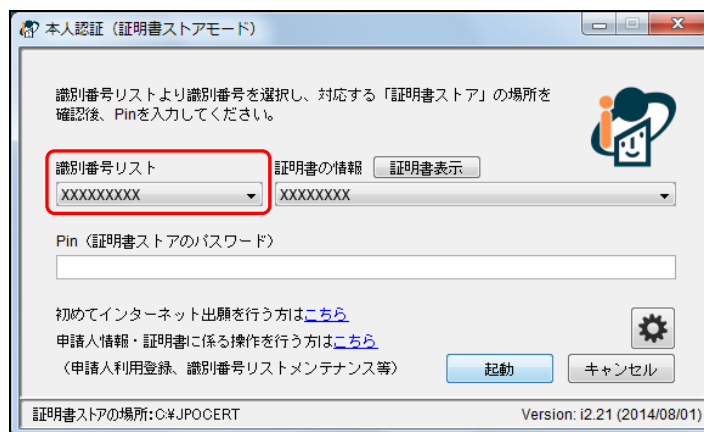 本人認証（証明書ストアモード）
識別番号リストより識別番号を選択し、対応する「証明書ストア」の場所を
確認後、Pinを入力してください。
識別番号リスト
証明書の情報 証明書表示
XXXXXXXXX
XXXXXXXX
Pin（証明書ストアのパスワード）
初めてインターネット出願を行う方はこちら
申請人情報・証明書に係る操作を行う方はこちら
（申請人利用登録、識別番号リストメンテナンス等）
起動
キャンセル
証明書ストアの場所:C:¥JPOCERT
Version: i2.21 (2014/08/01)